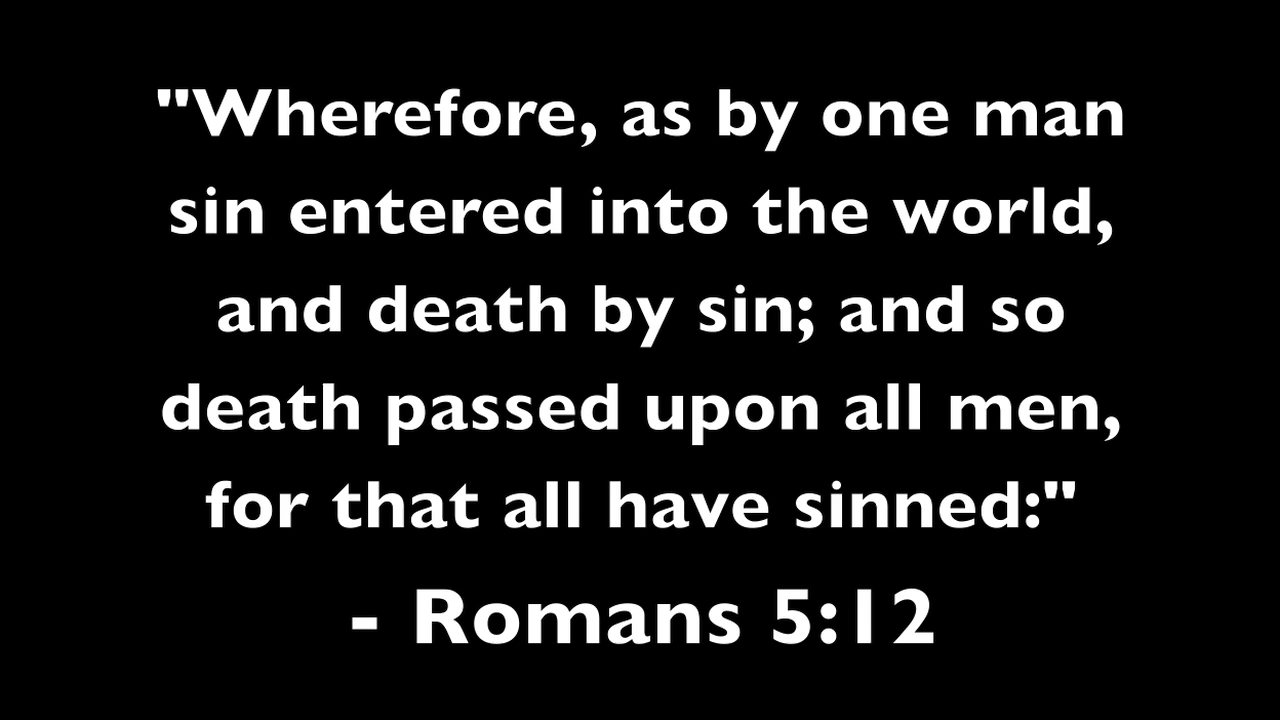 "Wherefore, as by one man
sin entered into the world,
and death by sin; and so
death passed upon all men,
for that all have sinned:"
- Romans 5:12